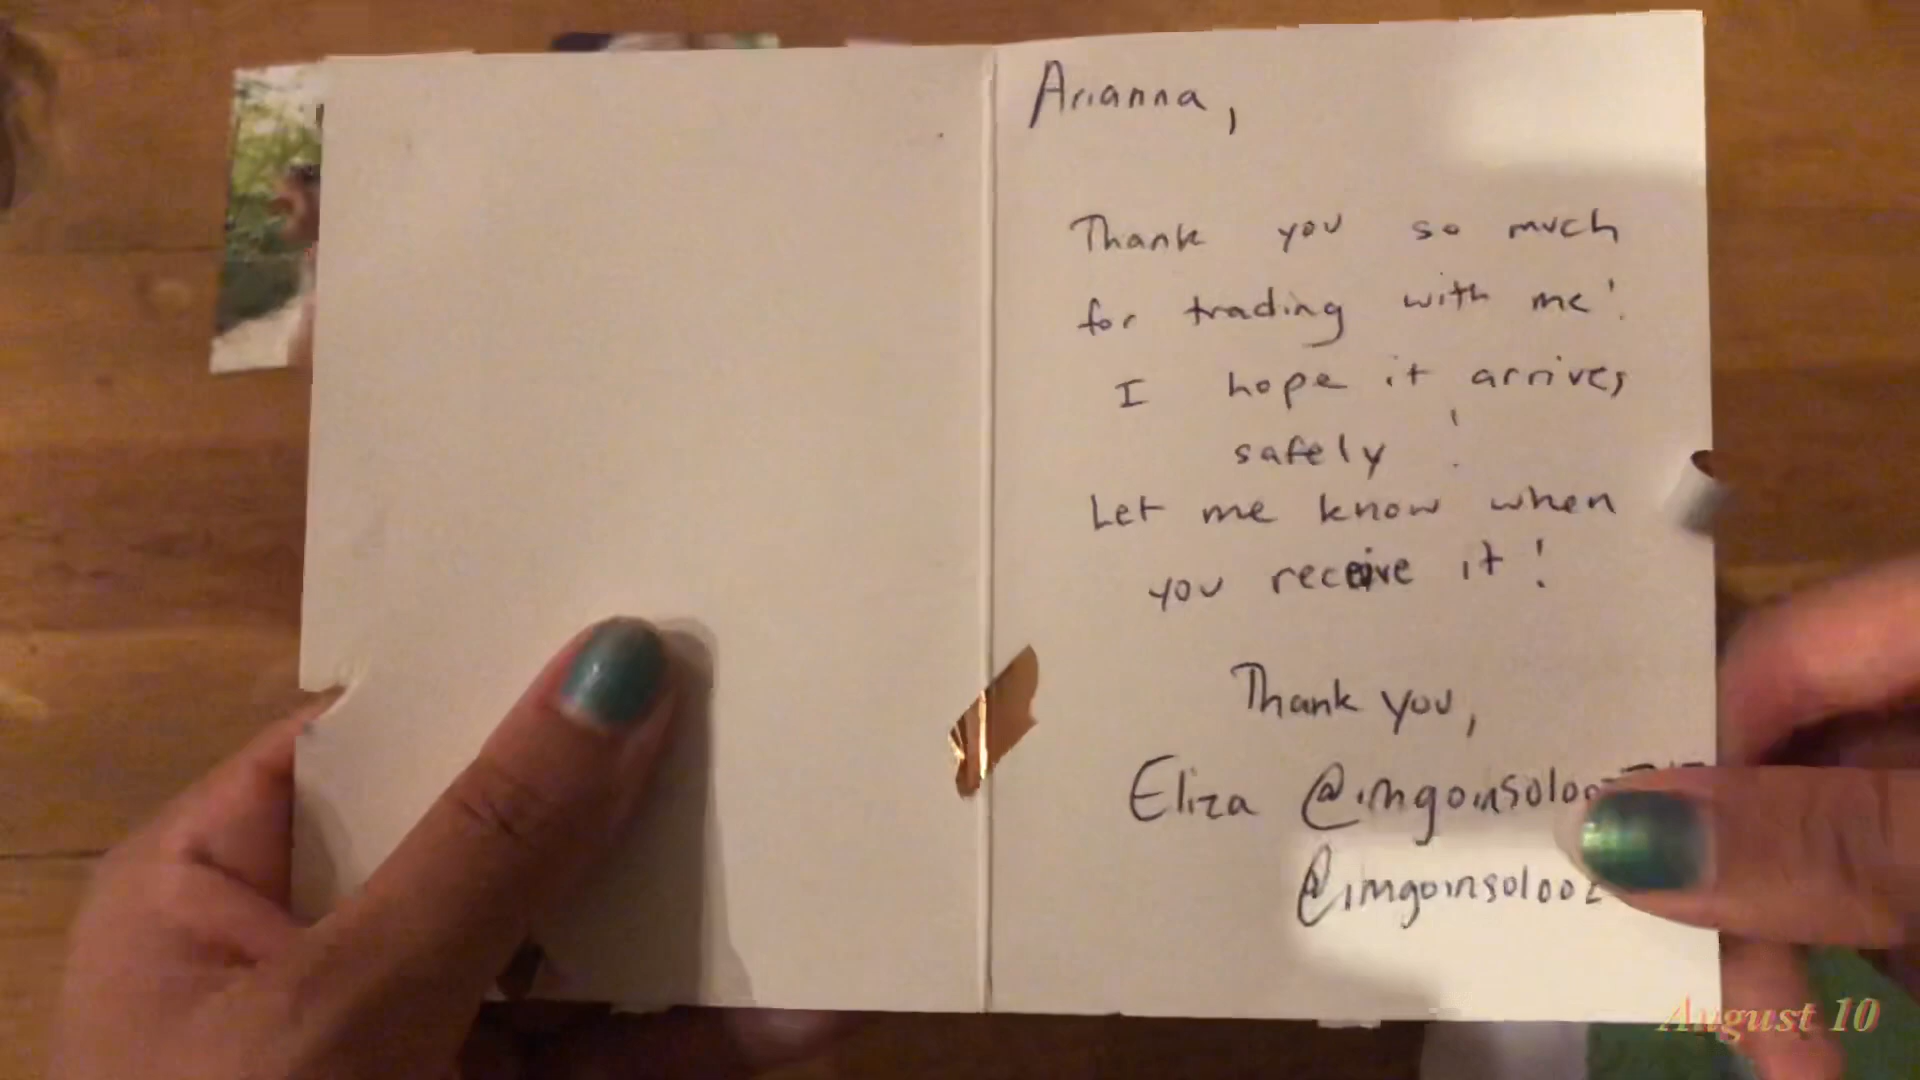 Arianna,
Thank you so much
for trading with me!
I hope it arrives
safely!
Let me know when
you receive it!
Thank you,
Eliza
August 10